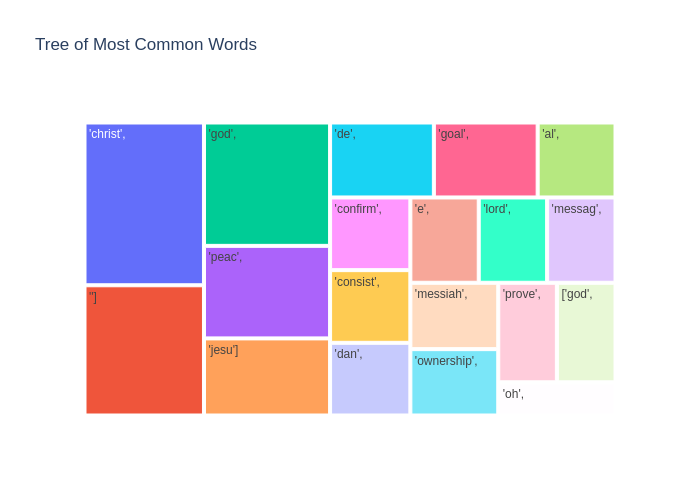 Tree of Most Common Words
'christ',
'god',
'de',
'goal',
'al',
'confirm',
'e',
'lord',
'messag',
'peac',
'consist',
'']
'messiah',
'prove',
['god',
'jesu']
'dan',
'ownership',
'oh',